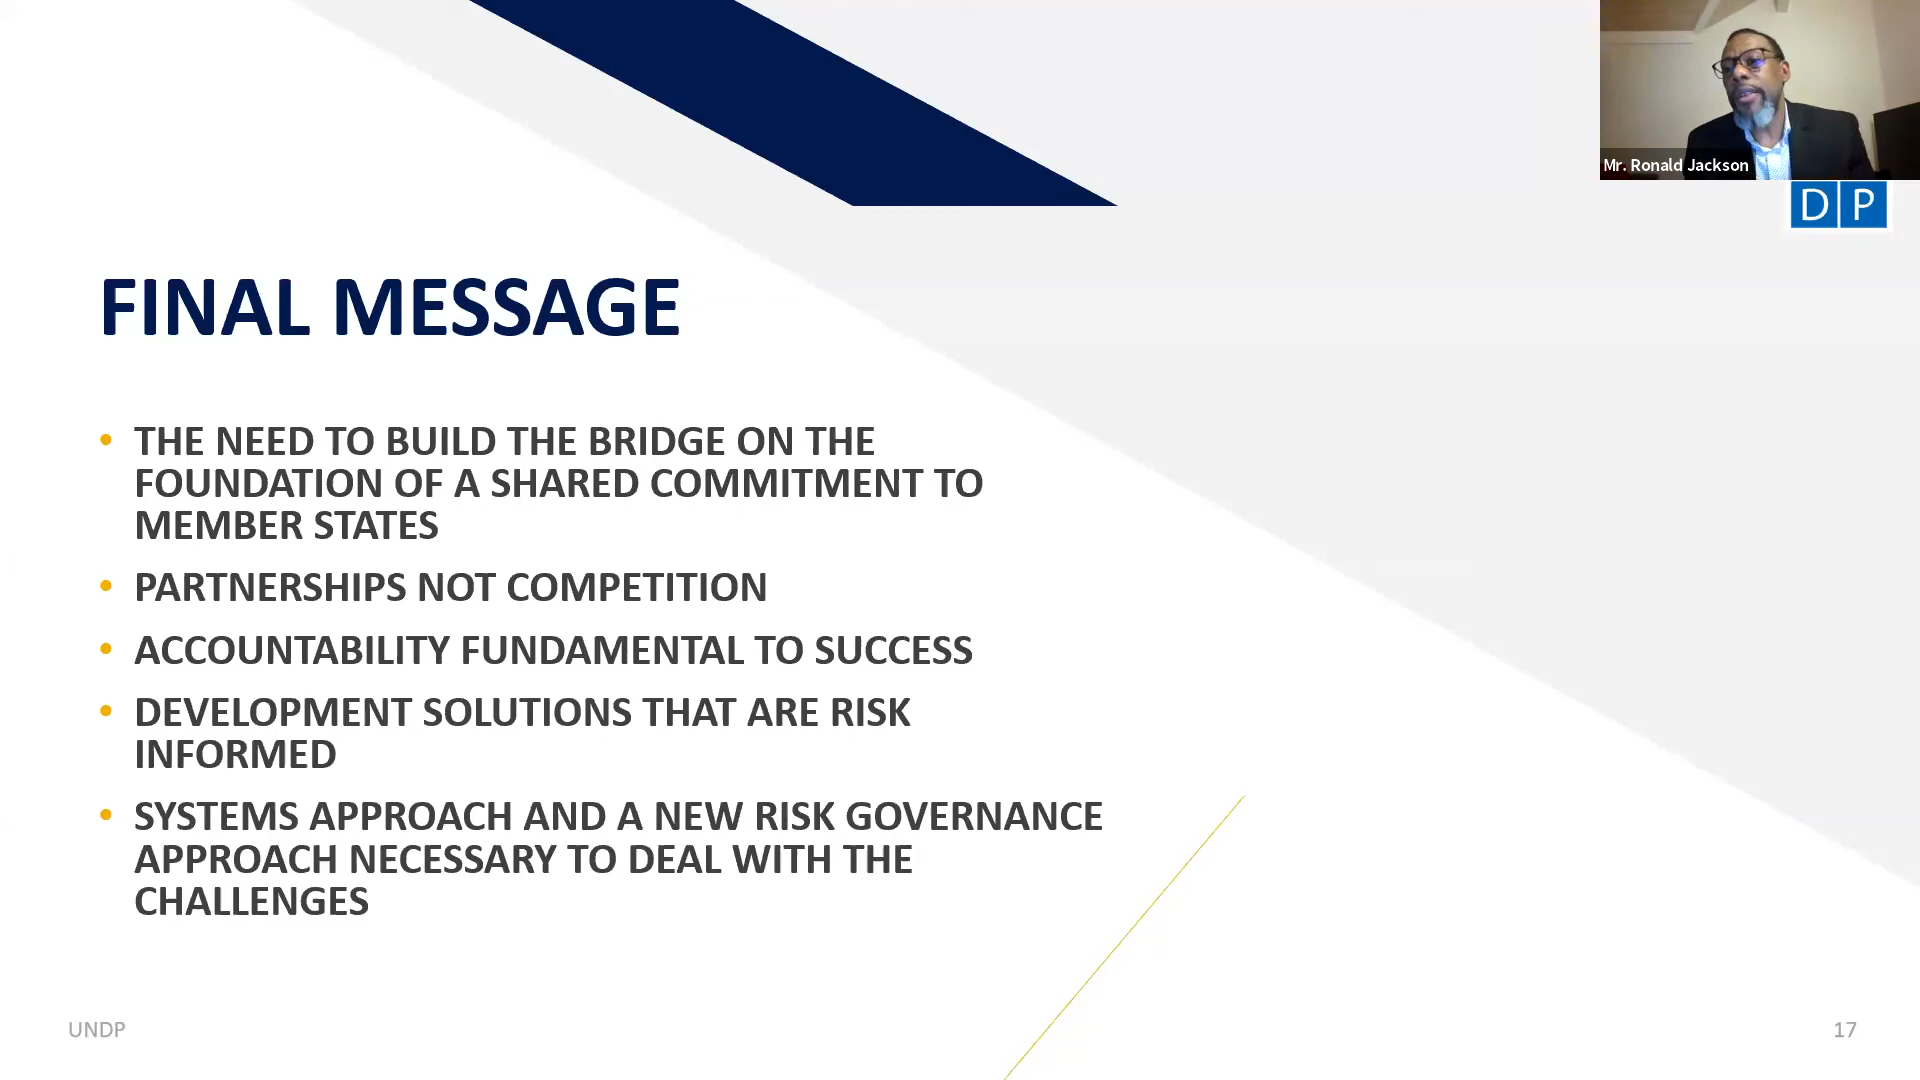 Mr. Ronald Jackson
D P
FINAL MESSAGE
• THE NEED TO BUILD THE BRIDGE ON THE
FOUNDATION OF A SHARED COMMITMENT TO
MEMBER STATES
• PARTNERSHIPS NOT COMPETITION
• ACCOUNTABILITY FUNDAMENTAL TO SUCCESS
• DEVELOPMENT SOLUTIONS THAT ARE RISK
INFORMED
• SYSTEMS APPROACH AND A NEW RISK GOVERNANCE
APPROACH NECESSARY TO DEAL WITH THE
CHALLENGES
UNDP
17